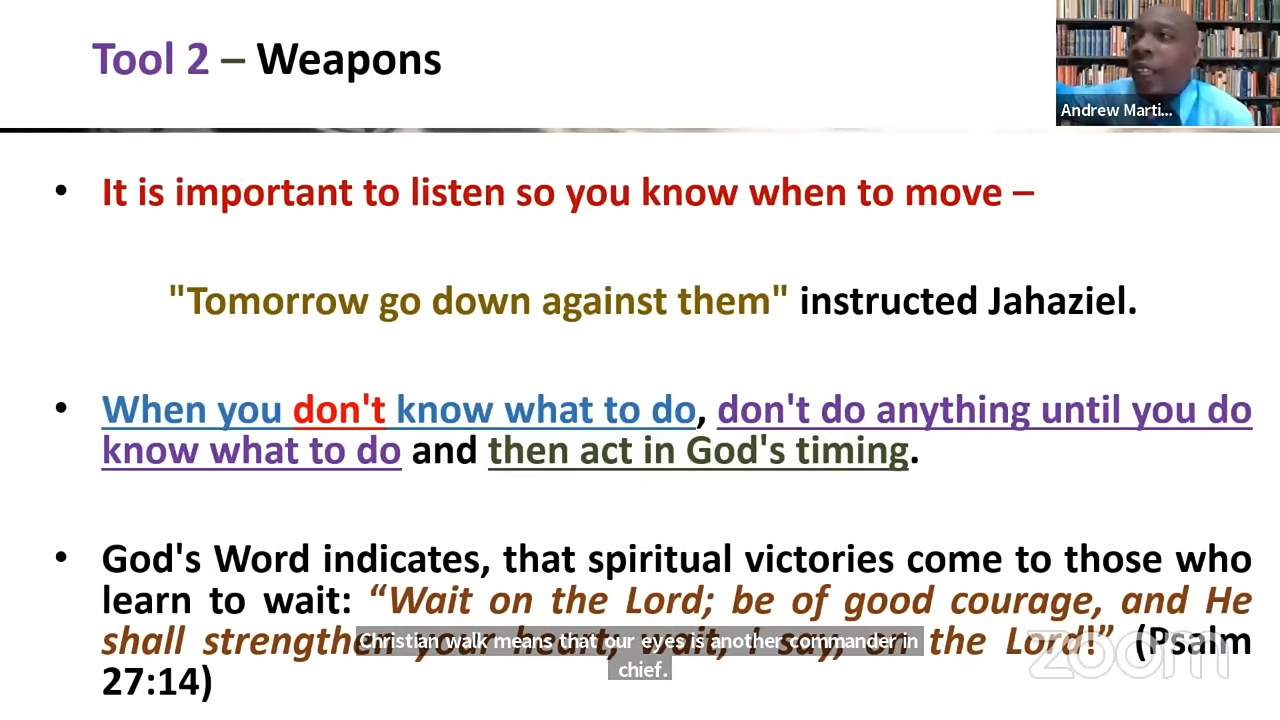 Tool 2 – Weapons
Andrew Marti...
• It is important to listen so you know when to move –
"Tomorrow go down against them" instructed Jahaziel.
• When you don't know what to do, don't do anything until you do
know what to do and then act in God's timing.
• God's Word indicates, that spiritual victories come to those who
learn to wait: “Wait on the Lord; be of good courage, and He
shall strengthen your heart; wait, I say, on the Lord!” (Psalm
27:14)
Christian walk means that our eyes is another commander in
chief.
zoom